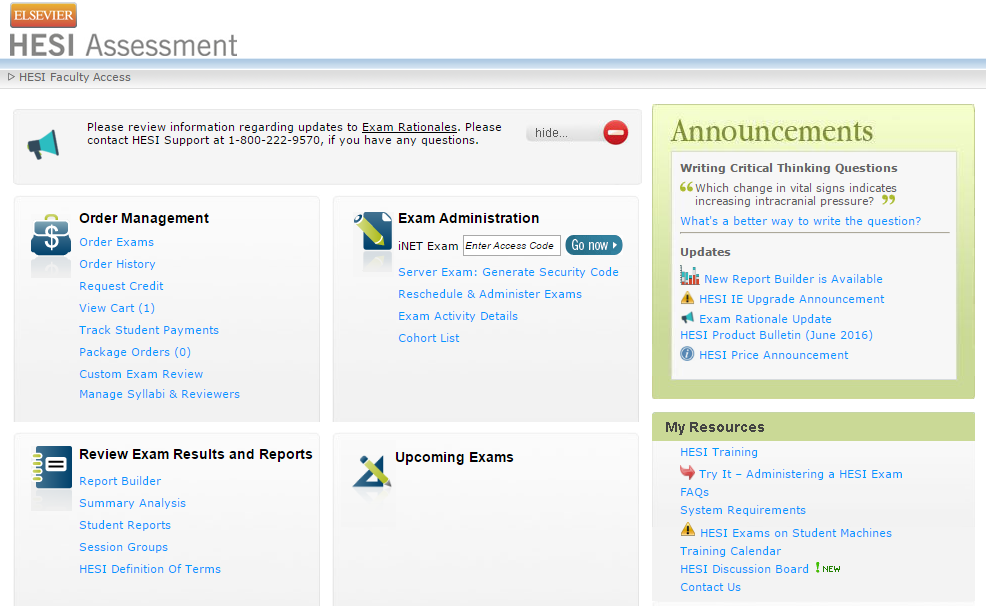 ELSEVIER
HESI Assessment
HESI Faculty Access
Please review information regarding updates to Exam Rationales. Please
contact HESI Support at 1-800-222-9570, if you have any questions.
hide...
Order Management
Order Exams
Order History
Request Credit
View Cart (1)
Track Student Payments
Package Orders (0)
Custom Exam Review
Manage Syllabi & Reviewers
Exam Administration
iNET Exam Enter Access Code Go now
Server Exam: Generate Security Code
Reschedule & Administer Exams
Exam Activity Details
Cohort List
Review Exam Results and Reports
Report Builder
Summary Analysis
Student Reports
Session Groups
HESI Definition Of Terms
Upcoming Exams
Announcements
Writing Critical Thinking Questions
“Which change in vital signs indicates
increasing intracranial pressure? ”
What's a better way to write the question?
Updates
New Report Builder is Available
HESI IE Upgrade Announcement
Exam Rationale Update
HESI Product Bulletin (June 2016)
HESI Price Announcement
My Resources
HESI Training
Try It – Administering a HESI Exam
FAQs
System Requirements
HESI Exams on Student Machines
Training Calendar
HESI Discussion Board ! NEW
Contact Us